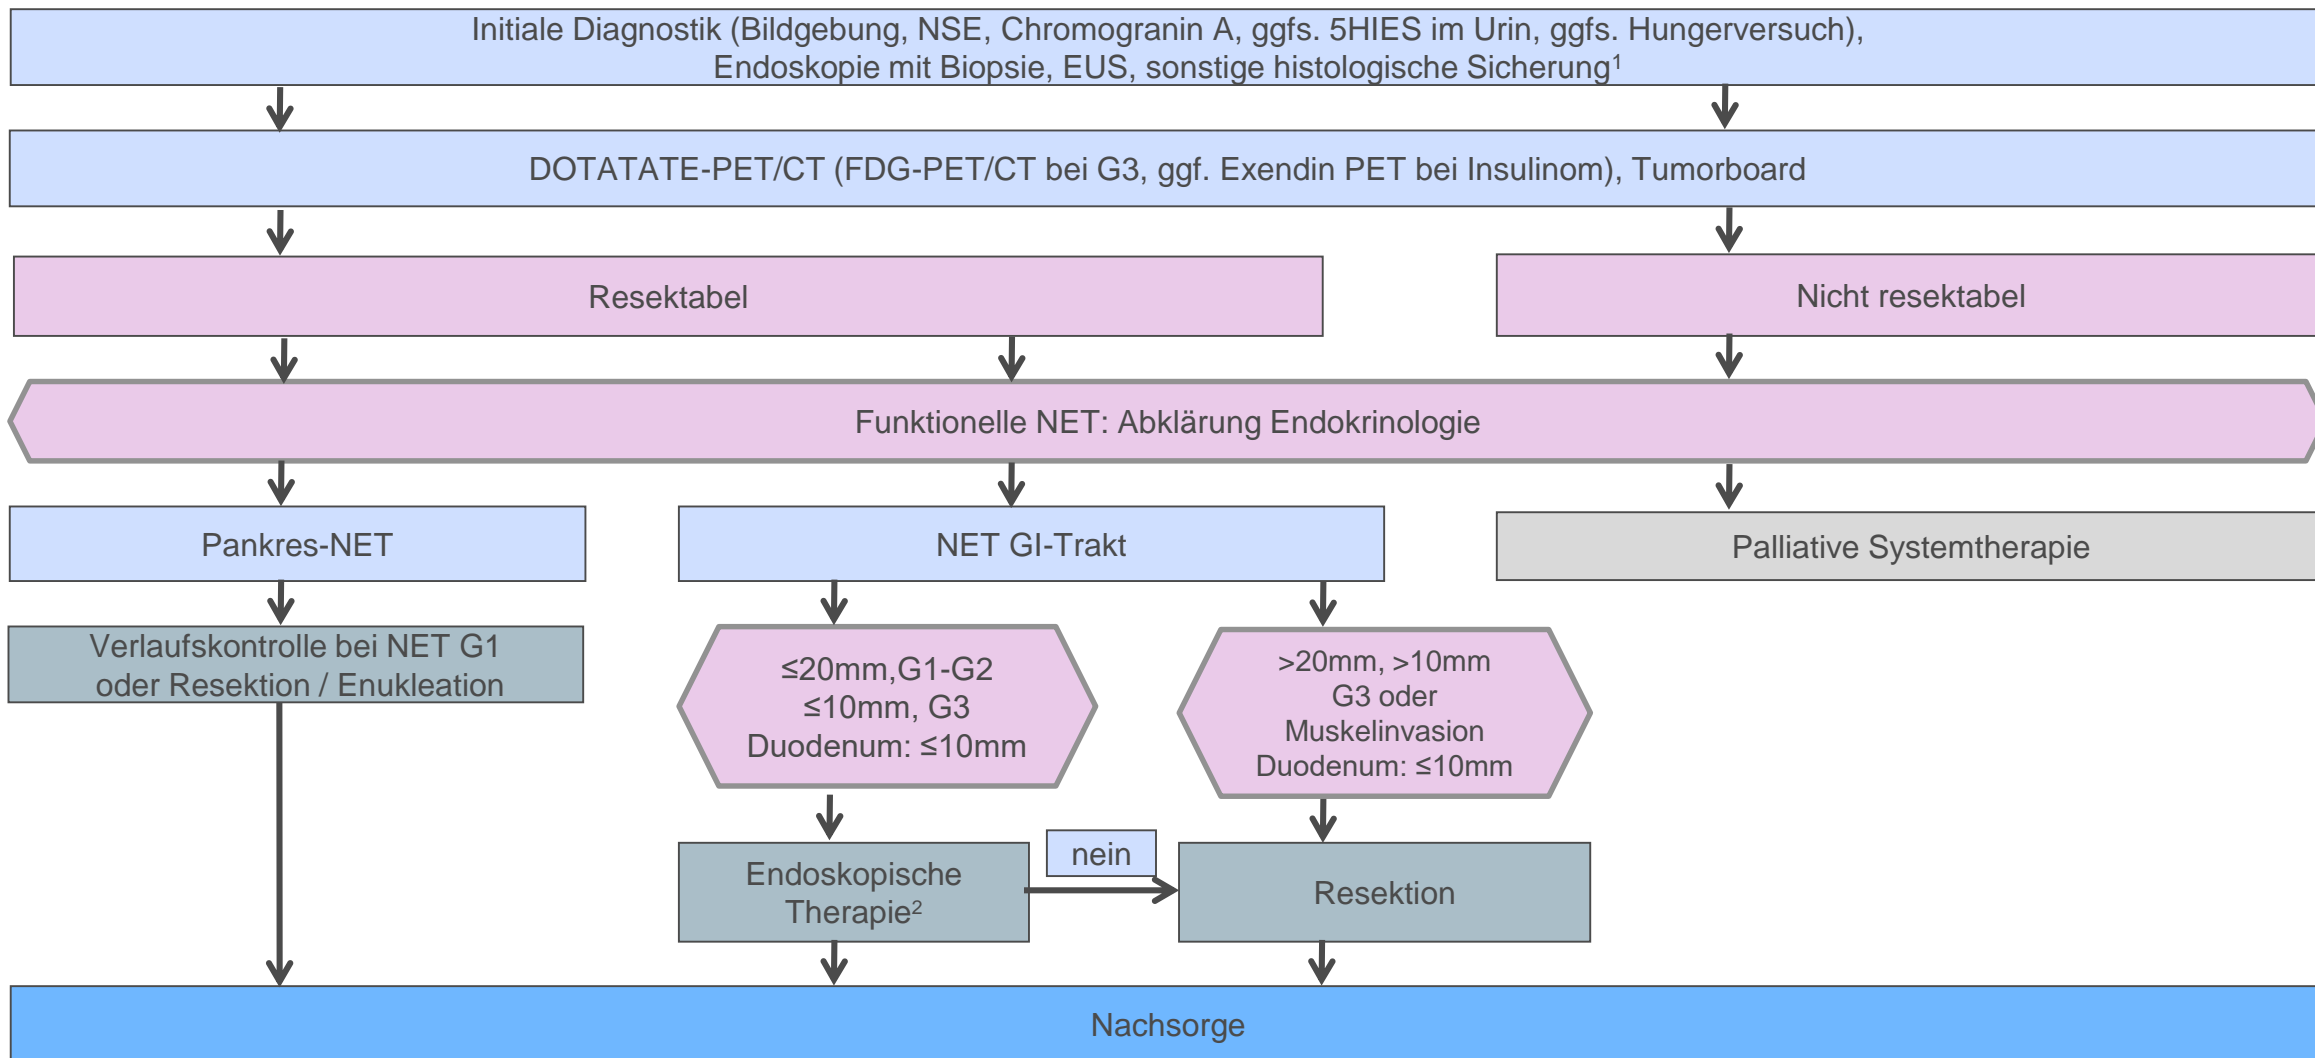 Initiale Diagnostik (Bildgebung, NSE, Chromogranin A, ggfs. 5HIES im Urin, ggfs. Hungerversuch),
Endoskopie mit Biopsie, EUS, sonstige histologische Sicherung¹
DOTATATE-PET/CT (FDG-PET/CT bei G3, ggf. Exendin PET bei Insulinom), Tumorboard
Resektabel
Nicht resektabel
Funktionelle NET: Abklärung Endokrinologie
Pankres-NET
NET GI-Trakt
Palliative Systemtherapie
Verlaufskontrolle bei NET G1
oder Resektion / Enukleation
≤20mm,G1-G2
≤10mm, G3
Duodenum: ≤10mm
>20mm, >10mm
G3 oder
Muskelinvasion
Duodenum: ≤10mm
Endoskopische
Therapie²
nein
Resektion
Nachsorge